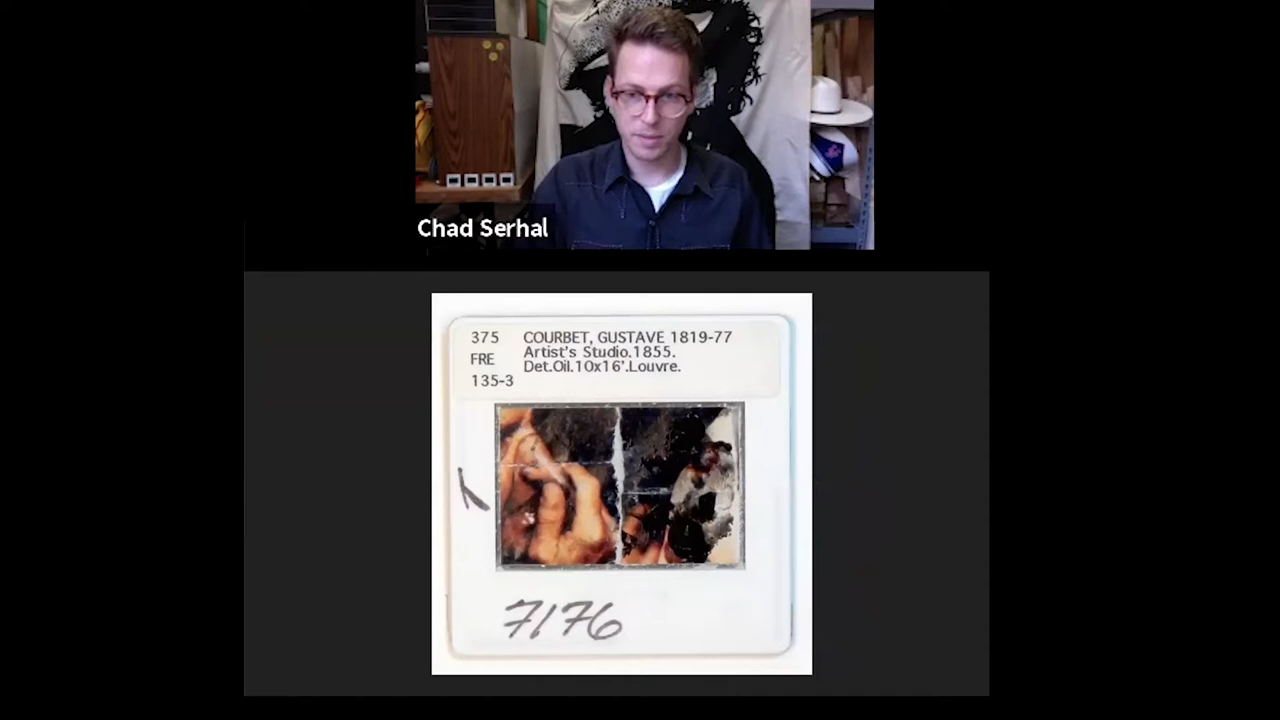 Chad Serhal
375 COURBET, GUSTAVE 1819-77
FRE Artist's Studio.1855.
Det.Oil.10x16'.Louvre.
135-3
7176